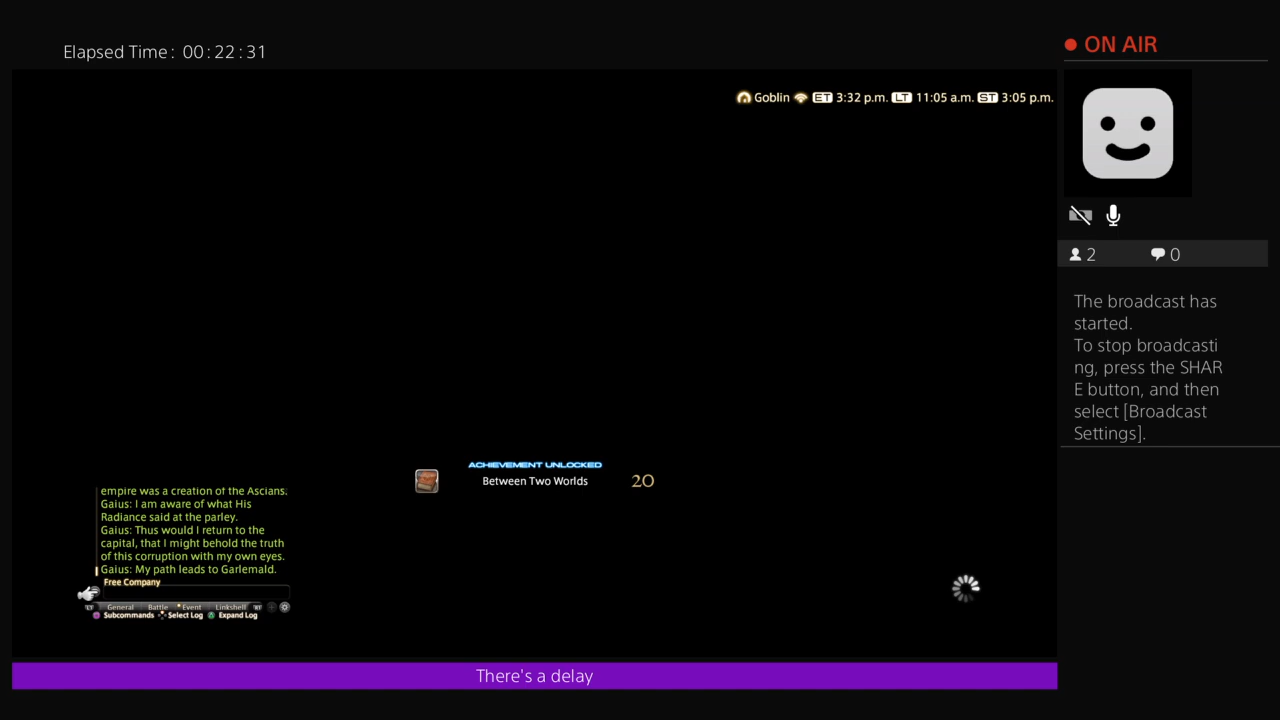 Elapsed Time: 00:22:31
ON AIR
Goblin ET 3:32 p.m. LT 11:05 a.m. ST 3:05 p.m.
2 0
The broadcast has
started.
To stop broadcasti
ng, press the SHAR
E button, and then
select [Broadcast
Settings].
ACHIEVEMENT UNLOCKED
Between Two Worlds
20
empire was a creation of the Ascians.
Gaius: I am aware of what His
Radiance said at the parley.
Gaius: Thus would I return to the
capital, that I might behold the truth
of this corruption with my own eyes.
Gaius: My path leads to Garlemald.
Free Company
L1 General Battle Event Linkshell R1
Subcommands Select Log Expand Log
There's a delay